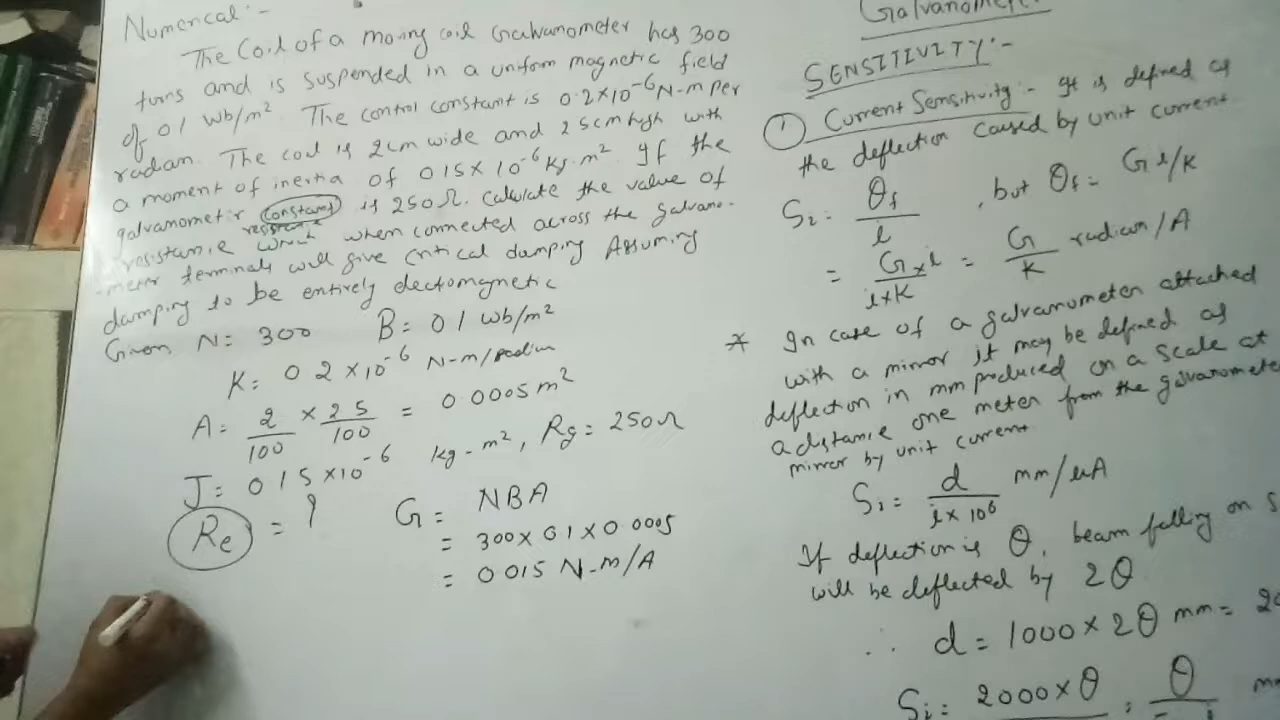 Numerical:-
The Coil of a moving coil Galvanometer has 300
turns and is suspended in a uniform magnetic field
of 0.1 wb/m². The control constant is 0.2×10⁻⁶ N-m per
radian. The coil is 2cm wide and 2.5cm high with
a moment of inertia of 0.15×10⁻⁶ kg-m². If the
galvanometer constant is 250Ω. Calculate the value of
resistance
resistance which when connected across the galvano-
-meter terminals will give critical damping Assuming
damping to be entirely electomagnetic
Given N= 300 B= 0.1 wb/m²
K= 0.2×10⁻⁶ N-m/radian
A= 2/100 × 2.5/100 = 0.0005 m²
J= 0.15×10⁻⁶ kg-m², Rg= 250Ω
Re = ?
G= NBA
= 300×0.1×0.0005
= 0.015 N-m/A
Galvanometer
SENSITIVITY:-
① Current Sensitivity:- It is defined as
the deflection caused by unit current.
Si= θf/i, but θf= Gi/K
= G×i/i×K = G/K radian/A
* In case of a galvanometer attached
with a mirror it may be defined as
deflection in mm produced on a scale at
a distance one meter from the galvanometer
mirror by unit current
Si= d/i×10⁶ mm/uA
If deflection is θ, beam falling on s
will be deflected by 2θ
∴ d= 1000×2θ mm= 20
Si= 2000×θ = θ mm